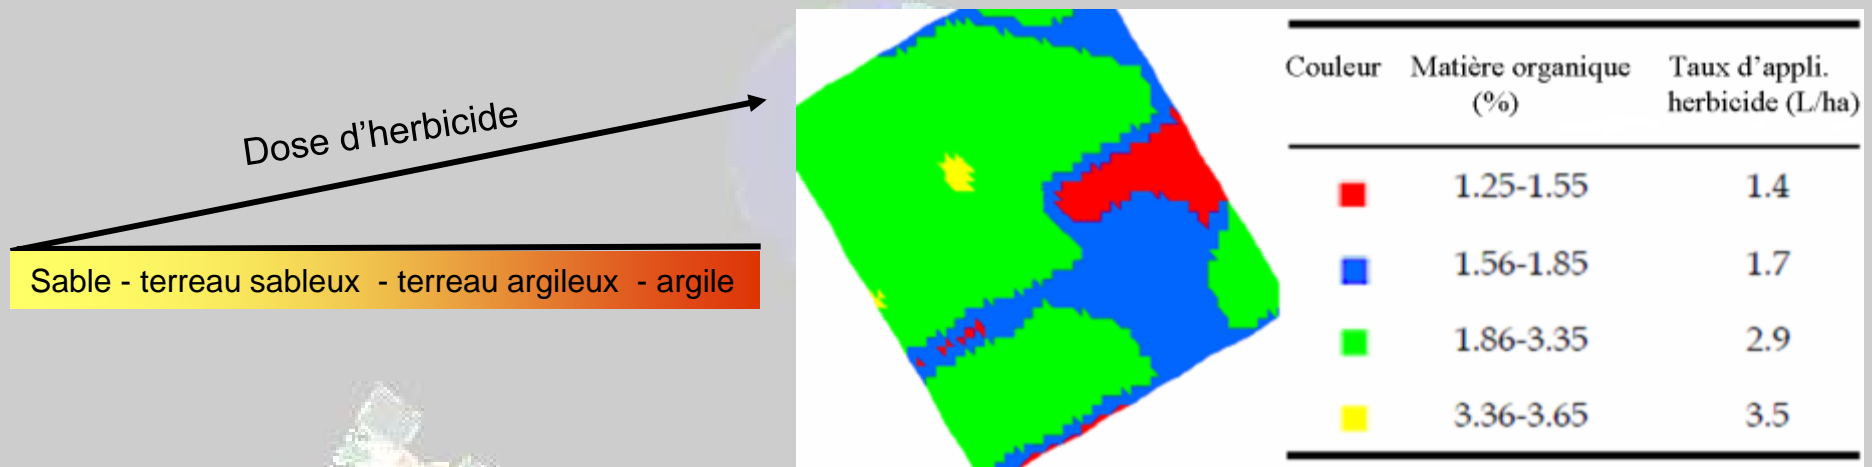 Dose d'herbicide
Sable - terreau sableux - terreau argileux - argile
Couleur Matière organique (%) Taux d'appli. herbicide (L/ha)
1.25-1.55 1.4
1.56-1.85 1.7
1.86-3.35 2.9
3.36-3.65 3.5